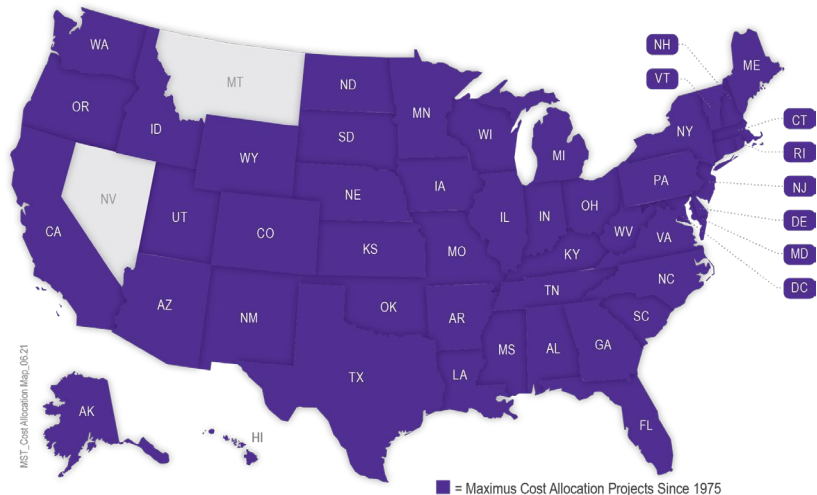 WA
MT
ND
MN
OR
ID
SD
WI
MI
WY
NE
IA
NV
UT
CO
IL
IN
OH
PA
NY
ME
NH
VT
CT
RI
NJ
DE
MD
DC
CA
KS
MO
KY
WV
VA
AZ
NM
OK
AR
TN
NC
SC
TX
LA
MS
AL
GA
FL
AK
HI
MST_Cost Allocation Map_06.21
= Maximus Cost Allocation Projects Since 1975